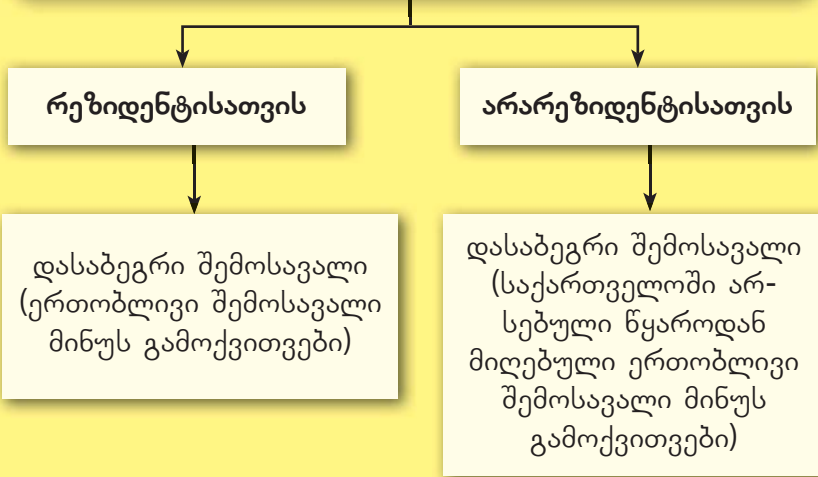 რეზიდენტისათვის
არარეზიდენტისათვის
დასაბეგრი შემოსავალი
(ერთობლივი შემოსავალი
მინუს გამოქვითვები)
დასაბეგრი შემოსავალი
(საქართველოში არ-
სებული წყაროდან
მიღებული ერთობლივი
შემოსავალი მინუს
გამოქვითვები)